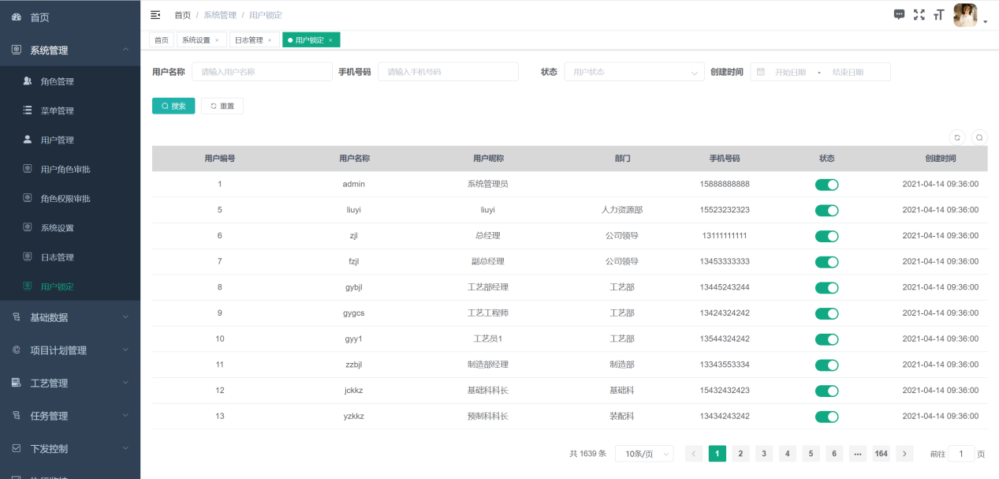 首页
系统管理
角色管理
菜单管理
用户管理
用户角色审批
角色权限审批
系统设置
日志管理
用户锁定
基础数据
项目计划管理
工艺管理
任务管理
下发控制
首页 / 系统管理 / 用户锁定
首页 系统设置 × 日志管理 × 用户锁定 ×
用户名称 请输入用户名称 手机号码 请输入手机号码 状态 用户状态 创建时间 开始日期 - 结束日期
搜索 重置
用户编号 用户名称 用户昵称 部门 手机号码 状态 创建时间
1 admin 系统管理员 15888888888 2021-04-14 09:36:00
5 liuyi liuyi 人力资源部 15523232323 2021-04-14 09:36:00
6 zjl 总经理 公司领导 13111111111 2021-04-14 09:36:00
7 fzjl 副总经理 公司领导 13453333333 2021-04-14 09:36:00
8 gybjl 工艺部经理 工艺部 13445243244 2021-04-14 09:36:00
9 gygcs 工艺工程师 工艺部 13424324242 2021-04-14 09:36:00
10 gyy1 工艺员1 工艺部 13544324242 2021-04-14 09:36:00
11 zzbjl 制造部经理 制造部 13343553334 2021-04-14 09:36:00
12 jckkz 基础科科长 基础科 15432432423 2021-04-14 09:36:00
13 yzkkz 预制科科长 装配科 13434243242 2021-04-14 09:36:00
共 1639 条 10条/页 < 1 2 3 4 5 6 ••• 164 > 前往 1 页